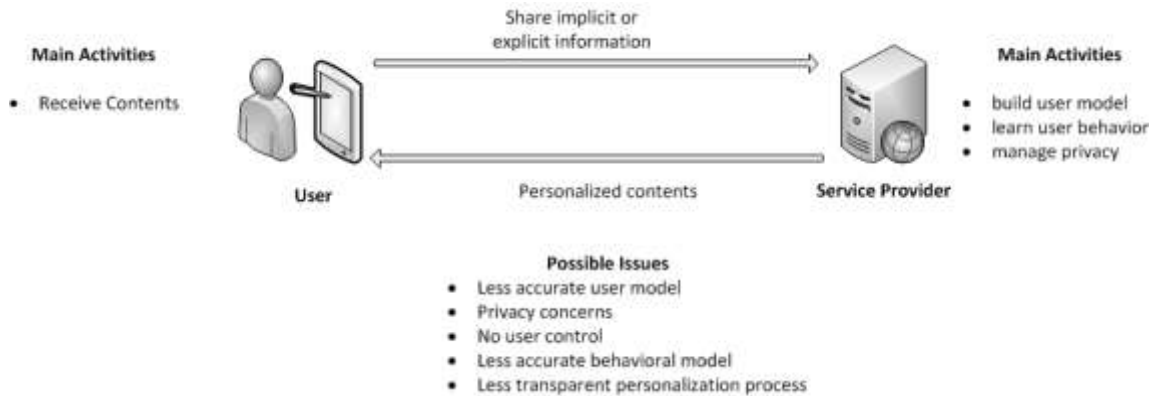 Share implicit or
explicit information
Main Activities
• Receive Contents
Main Activities
• build user model
• learn user behavior
• manage privacy
User
Personalized contents
Service Provider
Possible Issues
• Less accurate user model
• Privacy concerns
• No user control
• Less accurate behavioral model
• Less transparent personalization process